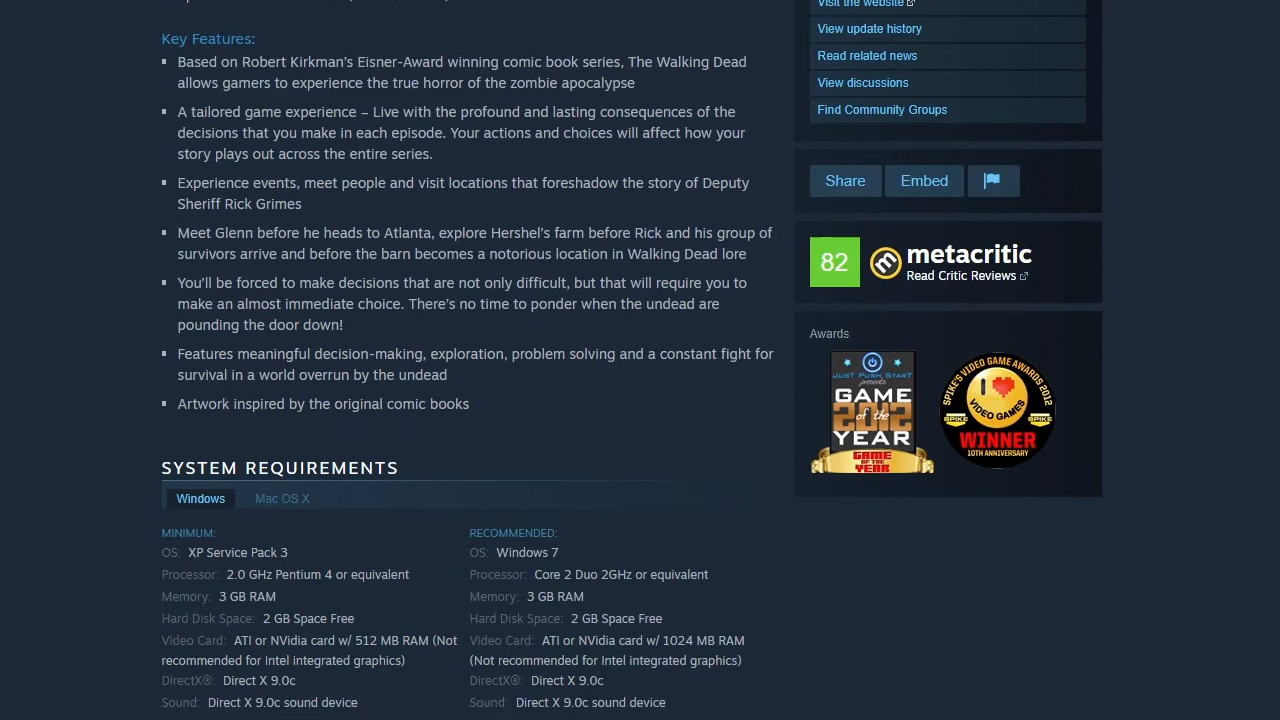 Key Features:
Based on Robert Kirkman’s Eisner-Award winning comic book series, The Walking Dead
allows gamers to experience the true horror of the zombie apocalypse
A tailored game experience – Live with the profound and lasting consequences of the
decisions that you make in each episode. Your actions and choices will affect how your
story plays out across the entire series.
Experience events, meet people and visit locations that foreshadow the story of Deputy
Sheriff Rick Grimes
Meet Glenn before he heads to Atlanta, explore Hershel’s farm before Rick and his group of
survivors arrive and before the barn becomes a notorious location in Walking Dead lore
You’ll be forced to make decisions that are not only difficult, but that will require you to
make an almost immediate choice. There’s no time to ponder when the undead are
pounding the door down!
Features meaningful decision-making, exploration, problem solving and a constant fight for
survival in a world overrun by the undead
Artwork inspired by the original comic books
SYSTEM REQUIREMENTS
Windows Mac OS X
MINIMUM:
OS: XP Service Pack 3
Processor: 2.0 GHz Pentium 4 or equivalent
Memory: 3 GB RAM
Hard Disk Space: 2 GB Space Free
Video Card: ATI or NVidia card w/ 512 MB RAM (Not
recommended for Intel integrated graphics)
DirectX®: Direct X 9.0c
Sound: Direct X 9.0c sound device
RECOMMENDED:
OS: Windows 7
Processor: Core 2 Duo 2GHz or equivalent
Memory: 3 GB RAM
Hard Disk Space: 2 GB Space Free
Video Card: ATI or NVidia card w/ 1024 MB RAM
(Not recommended for Intel integrated graphics)
DirectX®: Direct X 9.0c
Sound: Direct X 9.0c sound device
Visit the website
View update history
Read related news
View discussions
Find Community Groups
Share Embed
82 metacritic
Read Critic Reviews
Awards
JUST PUSH START
presents
GAME
of the
2012
YEAR
GAME
OF THE
YEAR
SPIKE'S VIDEO GAME AWARDS 2012
I
VIDEO GAMES
SPIKE SPIKE
WINNER
10TH ANNIVERSARY